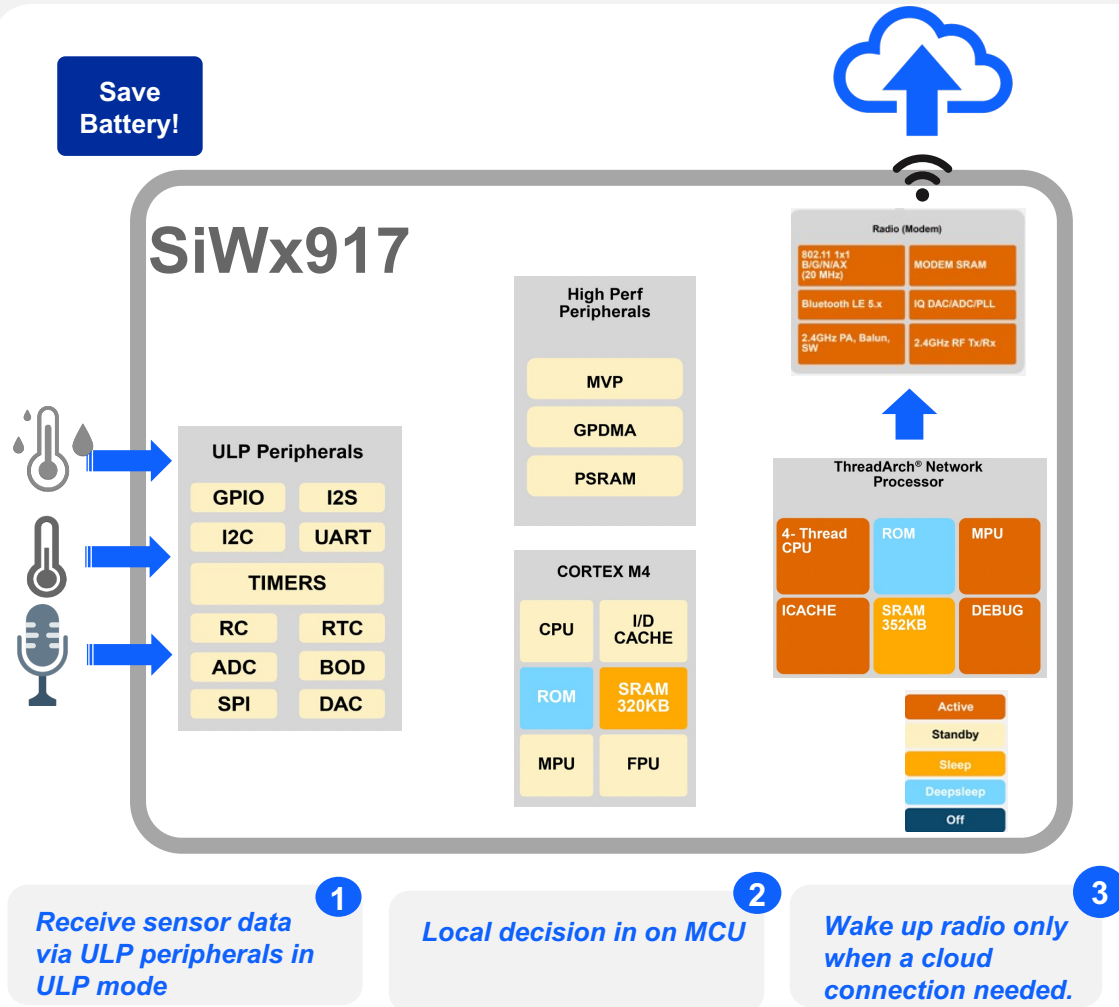 Save
Battery!
SiWx917
Radio (Modem)
802.11 1x1
B/G/N/AX
(20 MHz)
MODEM SRAM
Bluetooth LE 5.x
IQ DAC/ADC/PLL
2.4GHz PA, Balun,
SW
2.4GHz RF Tx/Rx
High Perf
Peripherals
MVP
GPDMA
PSRAM
ULP Peripherals
GPIO
I2S
I2C
UART
TIMERS
RC
RTC
ADC
BOD
SPI
DAC
CORTEX M4
CPU
I/D
CACHE
ROM
SRAM
320KB
MPU
FPU
ThreadArch® Network
Processor
4- Thread
CPU
ROM
MPU
ICACHE
SRAM
352KB
DEBUG
Active
Standby
Sleep
Deepsleep
Off
1
Receive sensor data
via ULP peripherals in
ULP mode
2
Local decision in on MCU
3
Wake up radio only
when a cloud
connection needed.